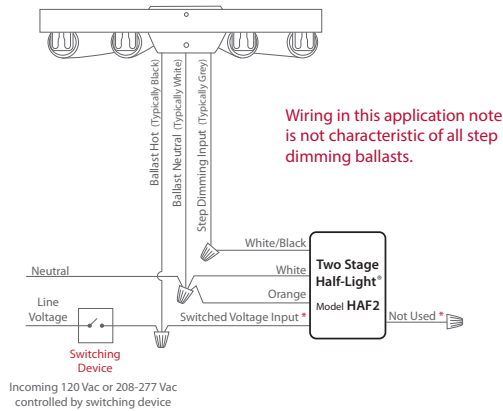 Ballast Hot (Typically Black)
Ballast Neutral (Typically White)
Step Dimming Input (Typically Grey)
Wiring in this application note
is not characteristic of all step
dimming ballasts.
White/Black
Neutral
White
Two Stage
Half-Light®
Model HAF2
Orange
Line
Voltage
Switched Voltage Input *
Not Used *
Switching
Device
Incoming 120 Vac or 208-277 Vac
controlled by switching device